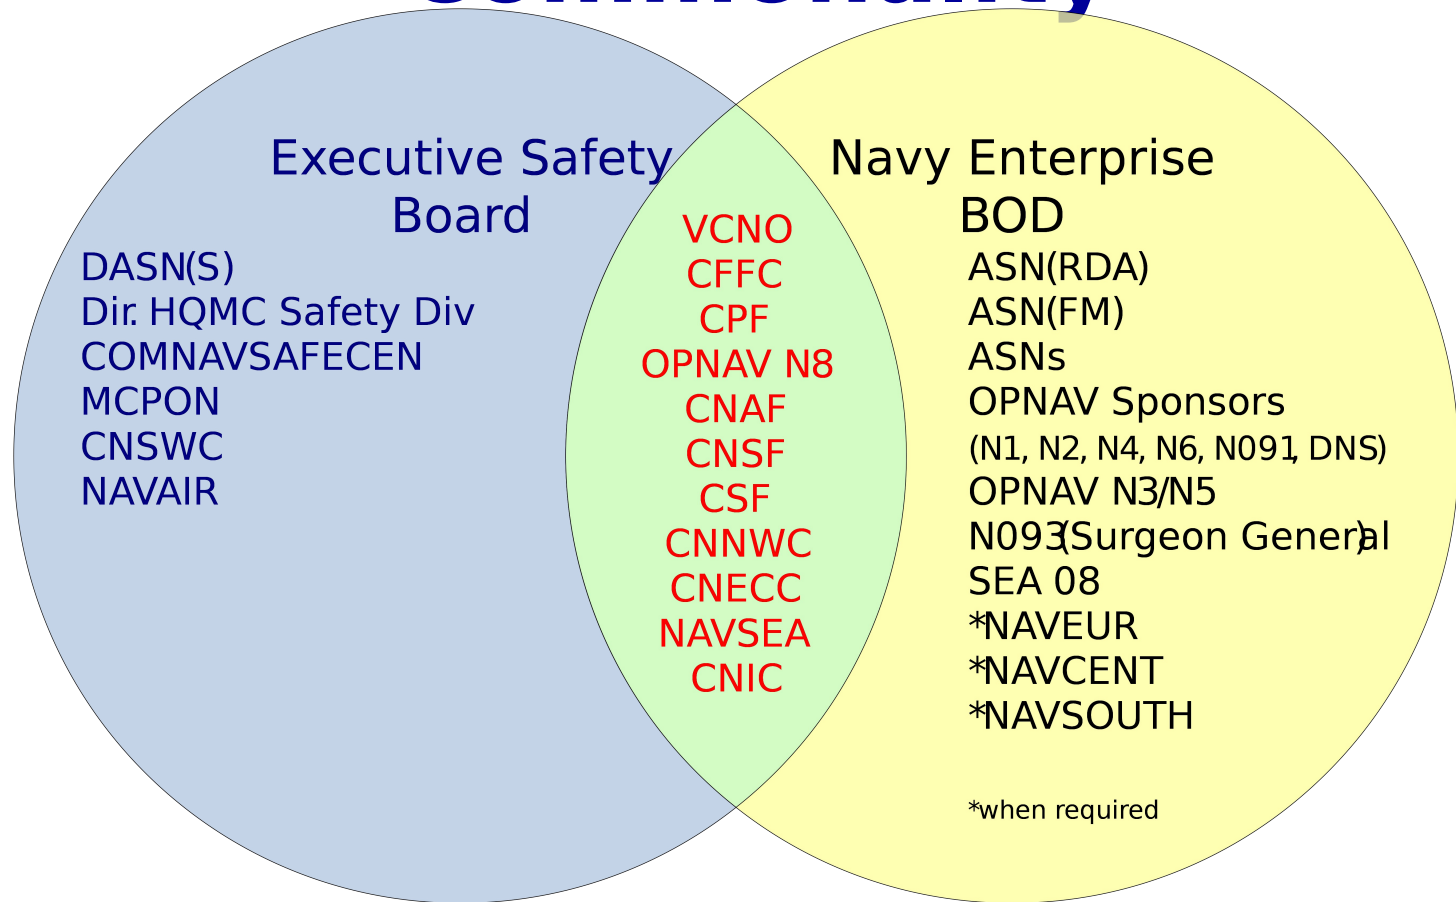 Commonality
Executive Safety
Board
DASN(S)
Dir. HQMC Safety Div
COMNAVSAFECEN
MCPON
CNSWC
NAVAIR
VCNO
CFFC
CPF
OPNAV N8
CNAF
CNSF
CSF
CNNWC
CNECC
NAVSEA
CNIC
Navy Enterprise
BOD
ASN(RDA)
ASN(FM)
ASNs
OPNAV Sponsors
(N1, N2, N4, N6, N091, DNS)
OPNAV N3/N5
N093(Surgeon General)
SEA 08
*NAVEUR
*NAVCENT
*NAVSOUTH
*when required